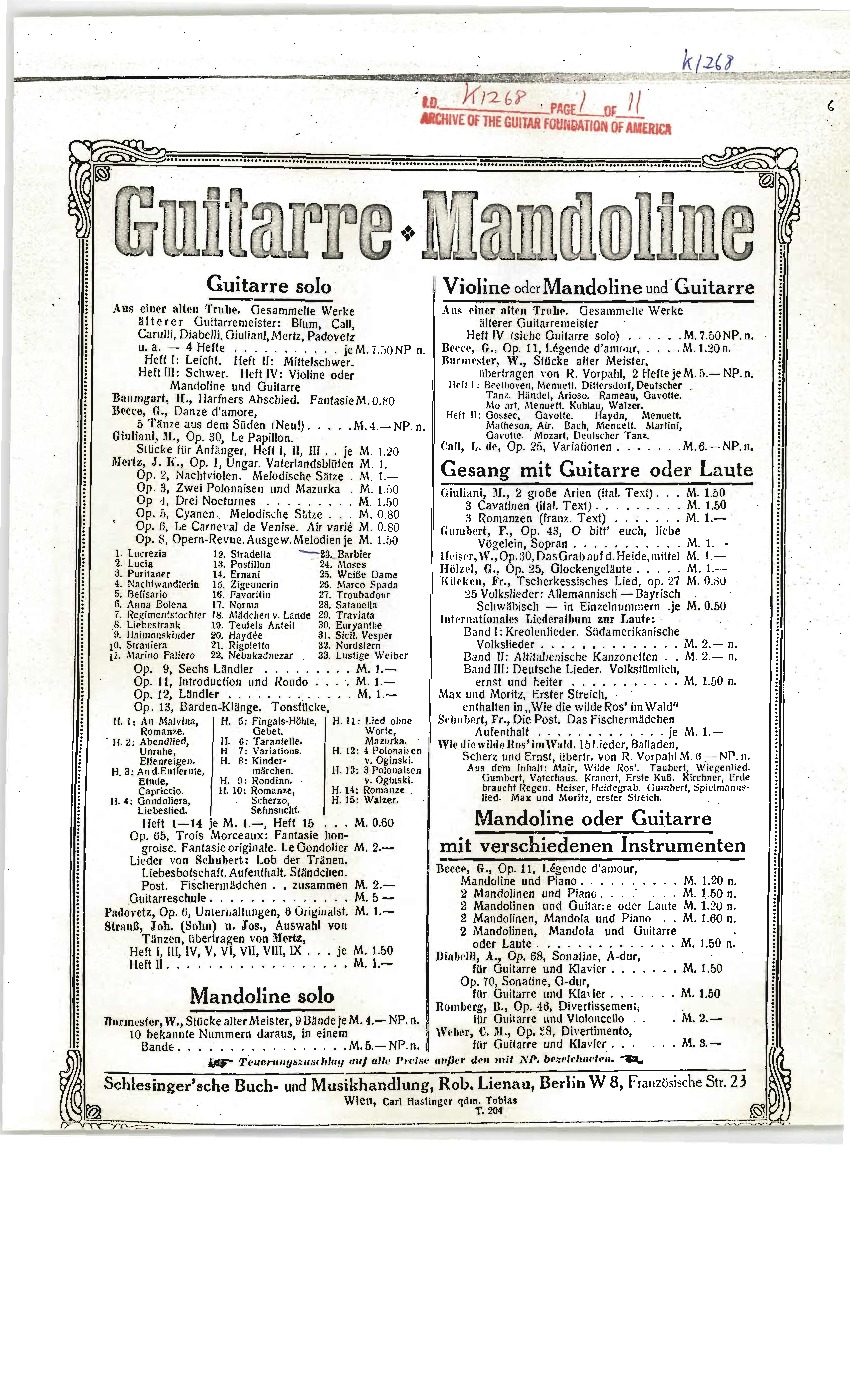 K1268
I.D. K1268 PAGE 1 OF 11
ARCHIVE OF THE GUITAR FOUNDATION OF AMERICA
6
Guitarre Mandoline
Guitarre solo
Aus einer alten Truhe. Gesammelte Werke
älterer Guitarremeister: Blum, Call,
Carulli, Diabelli, Giuliani, Mertz, Padovetz
u. a. — 4 Hefte . . . . . . . . . . . je M. 7.50 NP n.
Heft I: Leicht. Heft II: Mittelschwer.
Heft III: Schwer. Heft IV: Violine oder
Mandoline und Guitarre
Baumgart, H., Harfners Abschied. Fantasie M. 0.80
Becce, G., Danze d'amore,
5 Tänze aus dem Süden (Neu!) . . . . . M. 4.— NP. n.
Giuliani, M., Op. 30, Le Papillon.
Stücke für Anfänger, Heft I, II, III . . je M. 1.20
Mertz, J. K., Op. 1, Ungar. Vaterlandsblüten M. 1.
Op. 2, Nachtviolen. Melodische Sätze . M. 1.—
Op. 3, Zwei Polonaisen und Mazurka . M. 1.50
Op 4, Drei Nocturnes . . . . . . . . . M. 1.50
Op. 5, Cyanen. Melodische Sätze . . . M. 0.80
Op. 6, Le Carneval de Venise. Air varié M. 0.80
Op. 8, Opern-Revue. Ausgew. Melodien je M. 1.50
1. Lucrezia 12. Stradella 23. Barbier
2. Lucia 13. Postillon 24. Moses
3. Puritaner 14. Ernani 25. Weiße Dame
4. Nachtwandlerin 15. Zigeunerin 26. Marco Spada
5. Belisario 16. Favoritin 27. Troubadour
6. Anna Bolena 17. Norma 28. Satanella
7. Regimentstochter 18. Mädchen v. Lande 29. Traviata
8. Liebestrank 19. Teufels Anteil 30. Euryanthe
9. Haimonskinder 20. Haydée 31. Sicil. Vesper
10. Straniera 21. Rigoletto 32. Nordstern
11. Marino Faliero 22. Nebukadnezar 33. Lustige Weiber
Op. 9, Sechs Ländler . . . . . . . . . M. 1.—
Op. 11, Introduction und Rondo . . . . M. 1.—
Op. 12, Ländler . . . . . . . . . . . . M. 1.—
Op. 13, Barden-Klänge. Tonstücke,
H. 1: An Malvina,
Romanze.
H. 2: Abendlied,
Unruhe,
Elfenreigen.
H. 3: An d. Entfernte,
Etude,
Capriccio.
H. 4: Gondoliera,
Liebeslied.
H. 5: Fingals-Höhle,
Gebet.
H. 6: Tarantelle.
H 7: Variations.
H. 8: Kinder-
märchen.
H. 9: Rondino.
H. 10: Romanze,
Scherzo,
Sehnsucht.
H. 11: Lied ohne
Worte,
Mazurka.
H. 12: 4 Polonaisen
v. Oginski.
H. 13: 3 Polonaisen
v. Oginski.
H. 14: Romanze
H. 15: Walzer.
Heft 1—14 je M. 1.—, Heft 15 . . . M. 0.60
Op. 65, Trois Morceaux: Fantasie hon-
groise. Fantasie originale. Le Gondolier M. 2.—
Lieder von Schubert: Lob der Tränen.
Liebesbotschaft. Aufenthalt. Ständchen.
Post. Fischermädchen . . zusammen M. 2.—
Guitarreschule . . . . . . . . . . . . . M. 5 —
Padovetz, Op. 6, Unterhaltungen, 6 Originalst. M. 1.—
Strauß, Joh. (Sohn) u. Jos., Auswahl von
Tänzen, übertragen von Mertz,
Heft I, III, IV, V, VI, VII, VIII, IX . . . je M. 1.50
Heft II . . . . . . . . . . . . . . . . . M. 1.—
Mandoline solo
Burmester, W., Stücke alter Meister, 9 Bände je M. 4.— NP. n.
10 bekannte Nummern daraus, in einem
Bande . . . . . . . . . . . . . . . . M. 5.— NP. n.
Violine oder Mandoline und Guitarre
Aus einer alten Truhe. Gesammelte Werke
älterer Guitarremeister
Heft IV (siehe Guitarre solo) . . . . . . M. 7.50 NP. n.
Becce, G., Op. 11, Légende d'amour, . . . . M. 1.20 n.
Burmester, W., Stücke alter Meister,
übertragen von R. Vorpahl, 2 Hefte je M. 5.— NP. n.
Heft I: Beethoven, Menuett. Dittersdorf, Deutscher
Tanz. Händel, Arioso. Rameau, Gavotte.
Mozart, Menuett. Kuhlau, Walzer.
Heft II: Gossec, Gavotte. Haydn, Menuett.
Matheson, Air. Bach, Menuett. Martini,
Gavotte. Mozart, Deutscher Tanz.
Call, L. de, Op. 25, Variationen . . . . . . . M. 6.— NP. n.
Gesang mit Guitarre oder Laute
Giuliani, M., 2 große Arien (ital. Text) . . . M. 1.50
3 Cavatinen (ital. Text) . . . . . . . . . M. 1.50
3 Romanzen (franz. Text) . . . . . . . M. 1.—
Gumbert, F., Op. 43, O bitt' euch, liebe
Vögelein, Sopran . . . . . . . . . . . M. 1. -
Heiser, W., Op. 30, Das Grab auf d. Heide, mittel M. 1.—
Hölzel, G., Op. 25, Glockengeläute . . . . . M. 1.—
Kücken, Fr., Tscherkessisches Lied, op. 27 M. 0.80
25 Volkslieder: Allemannisch — Bayrisch
Schwäbisch — in Einzelnummern . je M. 0.50
Internationales Liederalbum zur Laute:
Band I: Kreolenlieder. Südamerikanische
Volkslieder . . . . . . . . . . . . . . M. 2.— n.
Band II: Altitalienische Kanzonetten . . M. 2.— n.
Band III: Deutsche Lieder. Volkstümlich,
ernst und heiter . . . . . . . . . . . . M. 1.50 n.
Max und Moritz, Erster Streich,
enthalten in „Wie die wilde Ros' im Wald"
Schubert, Fr., Die Post. Das Fischermädchen
Aufenthalt . . . . . . . . . . . . . je M. 1.—
Wie die wilde Ros' im Wald. 15 Lieder, Balladen,
Scherz und Ernst, übertr. von R. Vorpahl M. 6.—NP. n.
Aus dem Inhalt: Mair, Wilde Ros'. Taubert, Wiegenlied.
Gumbert, Vaterhaus. Kranert, Erste Kuß. Kirchner, Erde
braucht Regen. Heiser, Heidegrab. Gumbert, Spielmanns-
lied. Max und Moritz, erster Streich.
Mandoline oder Guitarre
mit verschiedenen Instrumenten
Becce, G., Op. 11, Légende d'amour,
Mandoline und Piano . . . . . . . . . . M. 1.20 n.
2 Mandolinen und Piano . . . . . . . . M. 1.50 n.
2 Mandolinen und Guitarre oder Laute M. 1.20 n.
2 Mandolinen, Mandola und Piano . . M. 1.60 n.
2 Mandolinen, Mandola und Guitarre
oder Laute . . . . . . . . . . . . . . M. 1.50 n.
Diabelli, A., Op. 68, Sonatine, A-dur,
für Guitarre und Klavier . . . . . . . M. 1.50
Op. 70, Sonatine, G-dur,
für Guitarre und Klavier . . . . . . . M. 1.50
Romberg, B., Op. 46, Divertissement,
für Guitarre und Violoncello . . . M. 2.—
Weber, C. M., Op. 38, Divertimento,
für Guitarre und Klavier . . . . . . . M. 3.—
Teuerungszuschlag auf alle Preise außer den mit NP. bezeichneten.
Schlesinger'sche Buch- und Musikhandlung, Rob. Lienau, Berlin W 8, Französische Str. 23
Wien, Carl Haslinger qdm. Tobias
T. 204